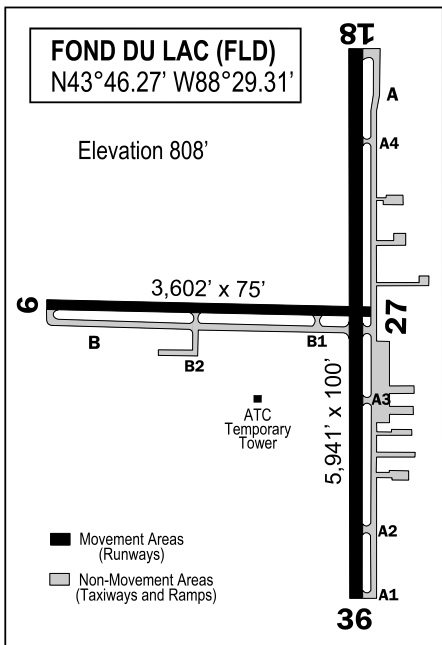 FOND DU LAC (FLD)
N43°46.27' W88°29.31'
Elevation 808'
18
A
A4
3,602' x 75'
9
27
B
B1
B2
A3
ATC
Temporary
Tower
5,941' x 100'
Movement Areas
(Runways)
A2
Non-Movement Areas
(Taxiways and Ramps)
A1
36